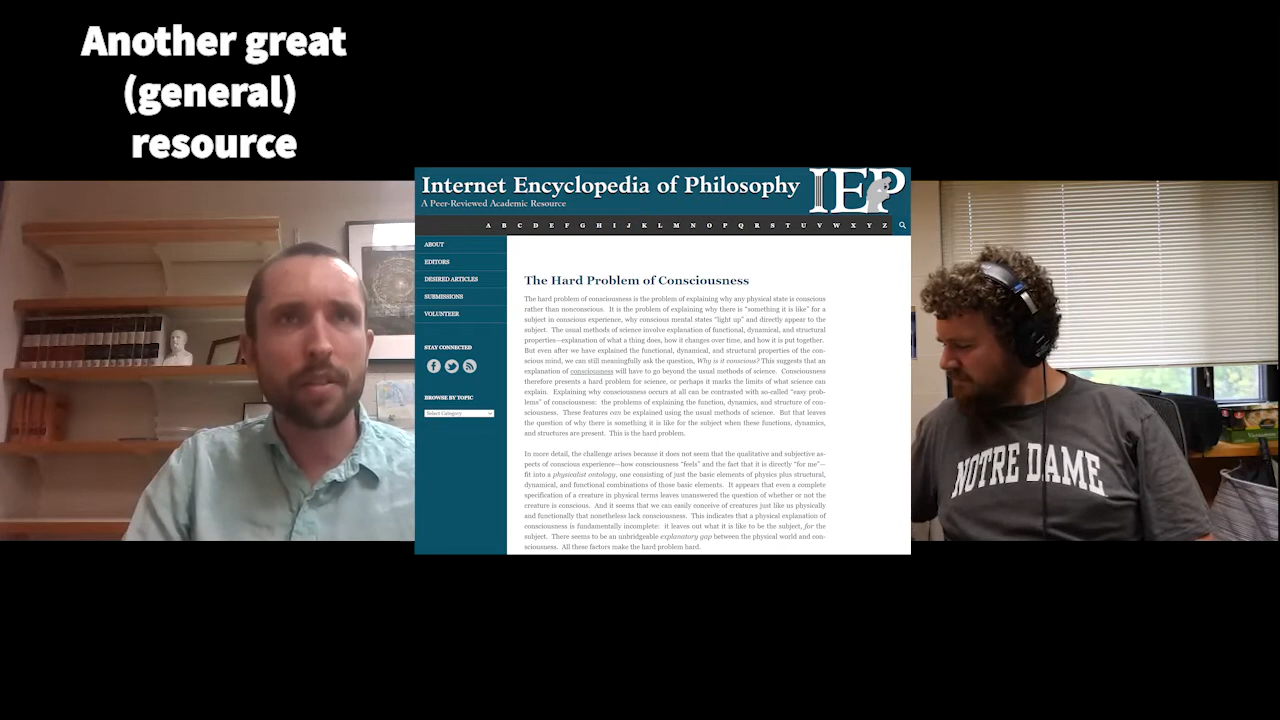 Another great
(general)
resource
Internet Encyclopedia of Philosophy
IEP
A Peer-Reviewed Academic Resource
A B C D E F G H I J K L M N O P Q R S T U V W X Y Z
ABOUT
EDITORS
DESIRED ARTICLES
SUBMISSIONS
VOLUNTEER
STAY CONNECTED
BROWSE BY TOPIC
Select Category
The Hard Problem of Consciousness
The hard problem of consciousness is the problem of explaining why any physical state is conscious
rather than nonconscious. It is the problem of explaining why there is “something it is like” for a
subject in conscious experience, why conscious mental states “light up” and directly appear to the
subject. The usual methods of science involve explanation of functional, dynamical, and structural
properties—explanation of what a thing does, how it changes over time, and how it is put together.
But even after we have explained the functional, dynamical, and structural properties of the con-
scious mind, we can still meaningfully ask the question, Why is it conscious? This suggests that an
explanation of consciousness will have to go beyond the usual methods of science. Consciousness
therefore presents a hard problem for science, or perhaps it marks the limits of what science can
explain. Explaining why consciousness occurs at all can be contrasted with so-called “easy prob-
lems” of consciousness: the problems of explaining the function, dynamics, and structure of con-
sciousness. These features can be explained using the usual methods of science. But that leaves
the question of why there is something it is like for the subject when these functions, dynamics,
and structures are present. This is the hard problem.
In more detail, the challenge arises because it does not seem that the qualitative and subjective as-
pects of conscious experience—how consciousness “feels” and the fact that it is directly “for me”—
fit into a physicalist ontology, one consisting of just the basic elements of physics plus structural,
dynamical, and functional combinations of those basic elements. It appears that even a complete
specification of a creature in physical terms leaves unanswered the question of whether or not the
creature is conscious. And it seems that we can easily conceive of creatures just like us physically
and functionally that nonetheless lack consciousness. This indicates that a physical explanation of
consciousness is fundamentally incomplete: it leaves out what it is like to be the subject, for the
subject. There seems to be an unbridgeable explanatory gap between the physical world and con-
sciousness. All these factors make the hard problem hard.
NOTRE DAME